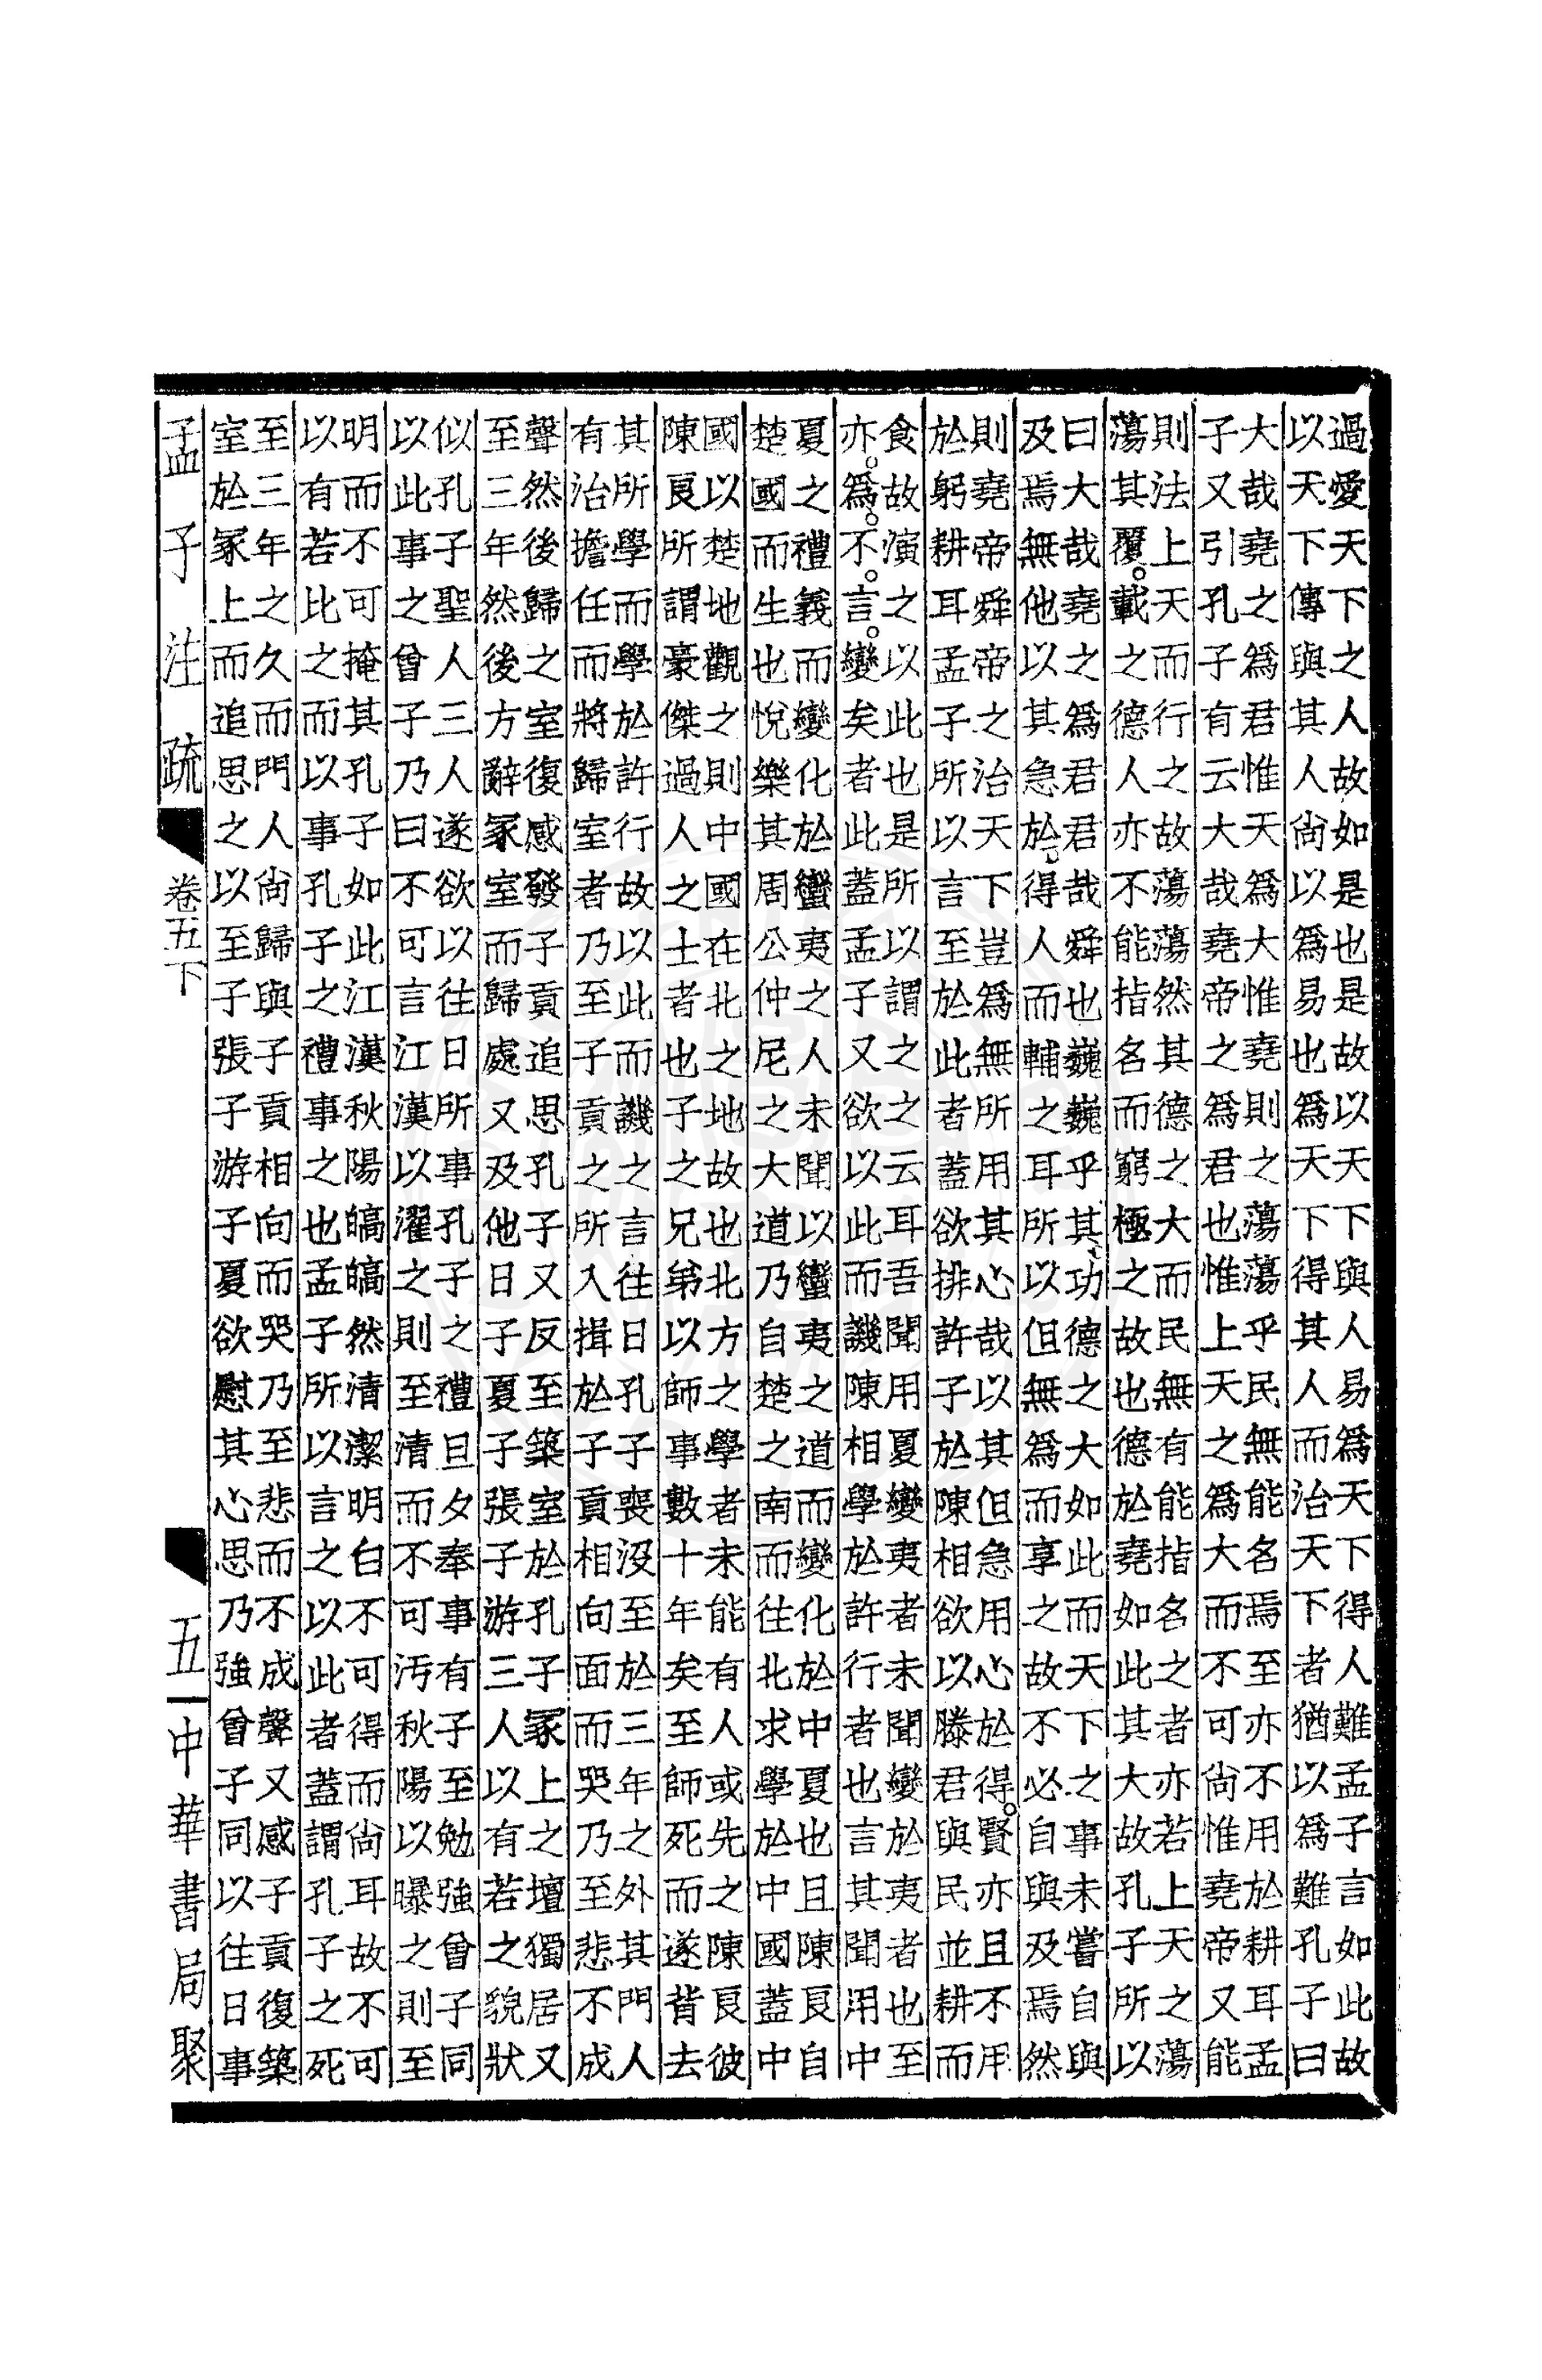 過愛天下之人故如是也是故以天下與人易爲天下得人難孟子言如此故
以天下傳與其人尚以爲易也爲天下得其人而治天下者猶以爲難孔子曰
大哉堯之爲君惟天爲大惟堯則之蕩蕩乎民無能名焉至亦不用於耕耳孟
子又引孔子有云大哉堯帝之爲君也惟上天之爲大而不可尚惟堯帝又能
則法上天而行之故蕩蕩然其德之大而民無有能指名之者亦若上天之蕩
蕩其覆載之德人亦不能指名而窮極之故也德於堯如此其大故孔子所以
曰大哉堯之爲君君哉舜也巍巍乎其功德之大如此而天下之事未嘗自與
及焉無他以其急於得人而輔之耳所以但無爲而享之故不必自與及焉然
則堯帝舜帝之治天下豈爲無所用其心哉以其但急用心於得賢亦且不用
於躬耕耳孟子所以言至於此者蓋欲排許子於陳相欲以滕君與民並耕而
食故演之以此也是所以謂之之云耳吾聞用夏變夷者未聞變於夷者也至
亦爲不言變矣者此蓋孟子又欲以此而譏陳相學於許行者也言其聞用中
夏之禮義而變化於蠻夷之人未聞以蠻夷之道而變化於中夏也且陳良自
楚國而生也悅樂其周公仲尼之大道乃自楚之南而往北求學於中國蓋中
國以楚地觀之則中國在北之地故也北方之學者未能有人或先之陳良彼
陳良所謂豪傑過人之士者也子之兄弟以師事數十年矣至師死而遂背去
其所學而學於許行故以此而譏之言往日孔子喪沒至於三年之外其門人
有治擔任而將歸室者乃至子貢之所入揖於子貢相向面而哭乃至悲不成
聲然後歸之室復感發子貢追思孔子又反至築室於孔子冢上之壇獨居又
至三年然後方辭冢室而歸處又及他日子夏子張子游三人以有若之貌狀
似孔子聖人三人遂欲以往日所事孔子之禮旦夕奉事有子至勉強曾子同
以此事之曾子乃曰不可言江漢以濯之則至清而不可汚秋陽以曝之則至
明而不可掩其孔子如此江漢秋陽皜皜然清潔明白不可得而尚耳故不可
以有若比之而以事孔子之禮事之也孟子所以言之以此者蓋謂孔子之死
至三年之久而門人尚歸與子貢相向而哭乃至悲而不成聲又感子貢復築
室於冢上而追思之以至子張子游子夏欲慰其心思乃強曾子同以往日事
孟子注疏 卷五下 五 中華書局聚